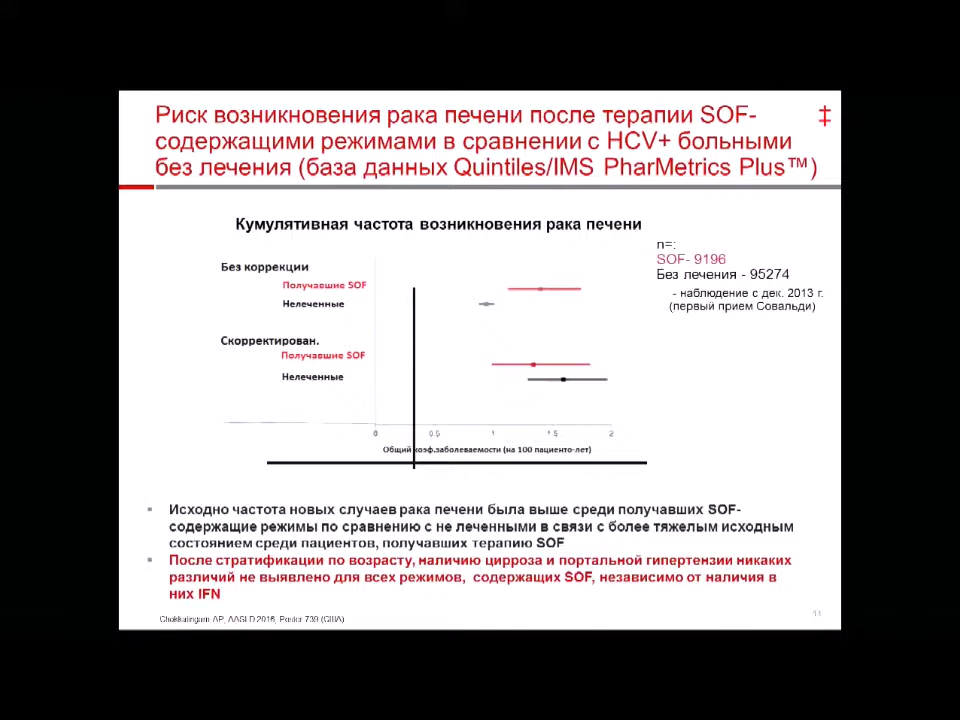 Риск возникновения рака печени после терапии SOF-
содержащими режимами в сравнении с HCV+ больными
без лечения (база данных Quintiles/IMS PharMetrics Plus™)
‡
Кумулятивная частота возникновения рака печени
n=:
SOF- 9196
Без лечения - 95274
- наблюдение с дек. 2013 г.
(первый прием Совальди)
Без коррекции
Получавшие SOF
Нелеченные
Скорректирован.
Получавшие SOF
Нелеченные
0 0.5 1 1.5 2
Общий коэф.заболеваемости (на 100 пациенто-лет)
▪ Исходно частота новых случаев рака печени была выше среди получавших SOF-
содержащие режимы по сравнению с не леченными в связи с более тяжелым исходным
состоянием среди пациентов, получавших терапию SOF
▪ После стратификации по возрасту, наличию цирроза и портальной гипертензии никаких
различий не выявлено для всех режимов, содержащих SOF, независимо от наличия в
них IFN
Chokkalingam AP, AASLD 2016, Poster 739 (США)
11